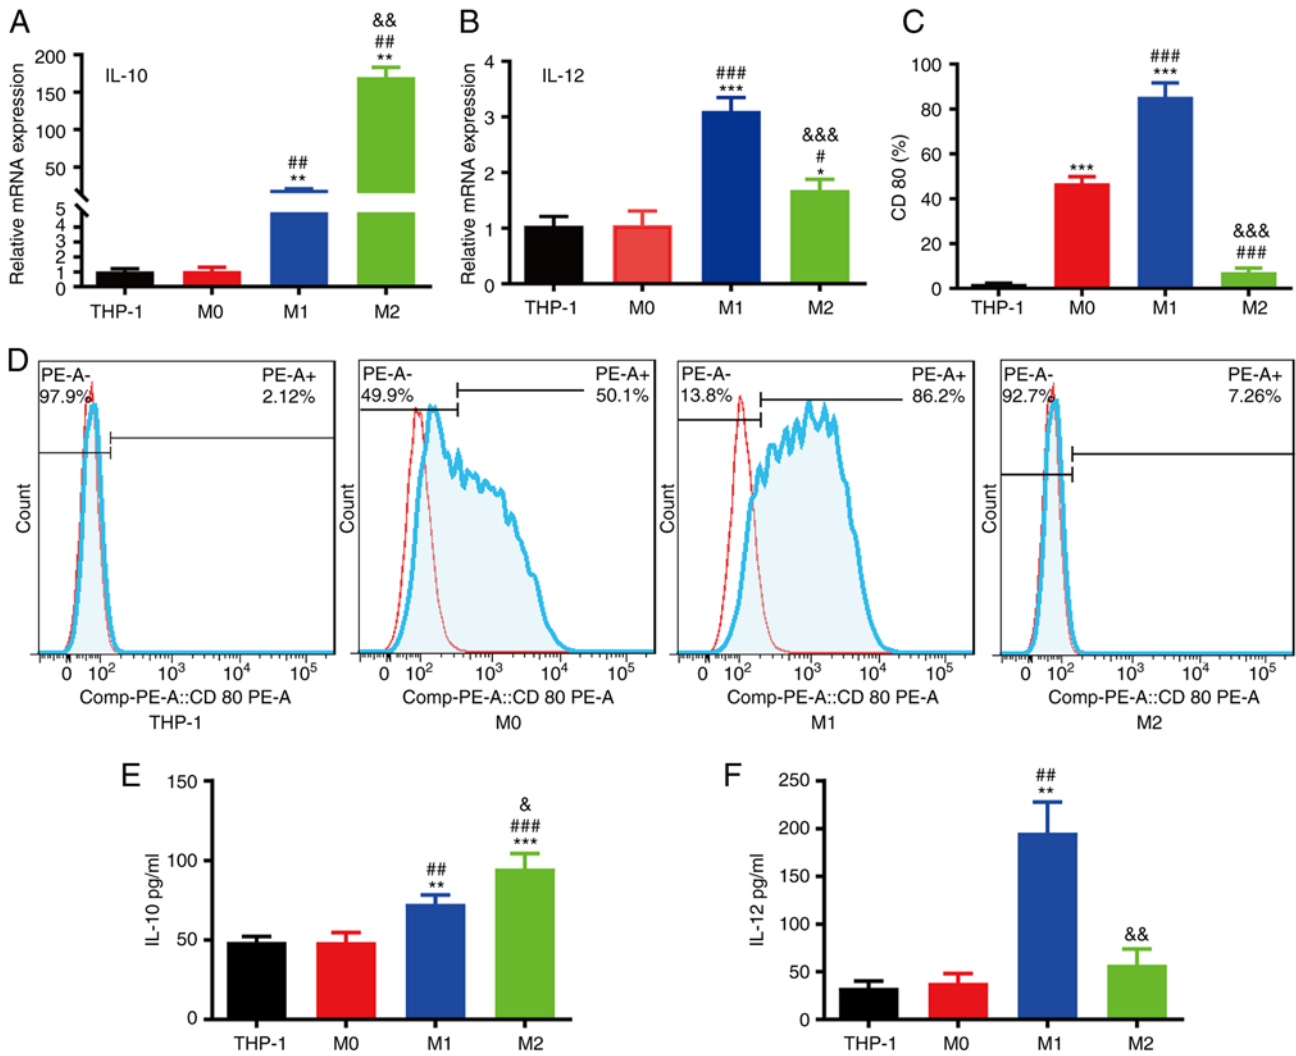 A
IL-10
Relative mRNA expression
200
150
100
50
5
4
3
2
1
0
&&
##
**
##
**
THP-1 M0 M1 M2
B
IL-12
Relative mRNA expression
4
3
2
1
0
###
***
&&&
#
*
THP-1 M0 M1 M2
C
CD 80 (%)
100
80
60
40
20
0
***
###
***
&&&
###
THP-1 M0 M1 M2
D
PE-A- PE-A+
97.9% 2.12%
Count
0 10² 10³ 10⁴ 10⁵
Comp-PE-A::CD 80 PE-A
THP-1
PE-A- PE-A+
49.9% 50.1%
Count
0 10² 10³ 10⁴ 10⁵
Comp-PE-A::CD 80 PE-A
M0
PE-A- PE-A+
13.8% 86.2%
Count
0 10² 10³ 10⁴ 10⁵
Comp-PE-A::CD 80 PE-A
M1
PE-A- PE-A+
92.7% 7.26%
Count
0 10² 10³ 10⁴ 10⁵
Comp-PE-A::CD 80 PE-A
M2
E
IL-10 pg/ml
150
100
50
0
##
**
&
###
***
THP-1 M0 M1 M2
F
IL-12 pg/ml
250
200
150
100
50
0
##
**
&&
THP-1 M0 M1 M2